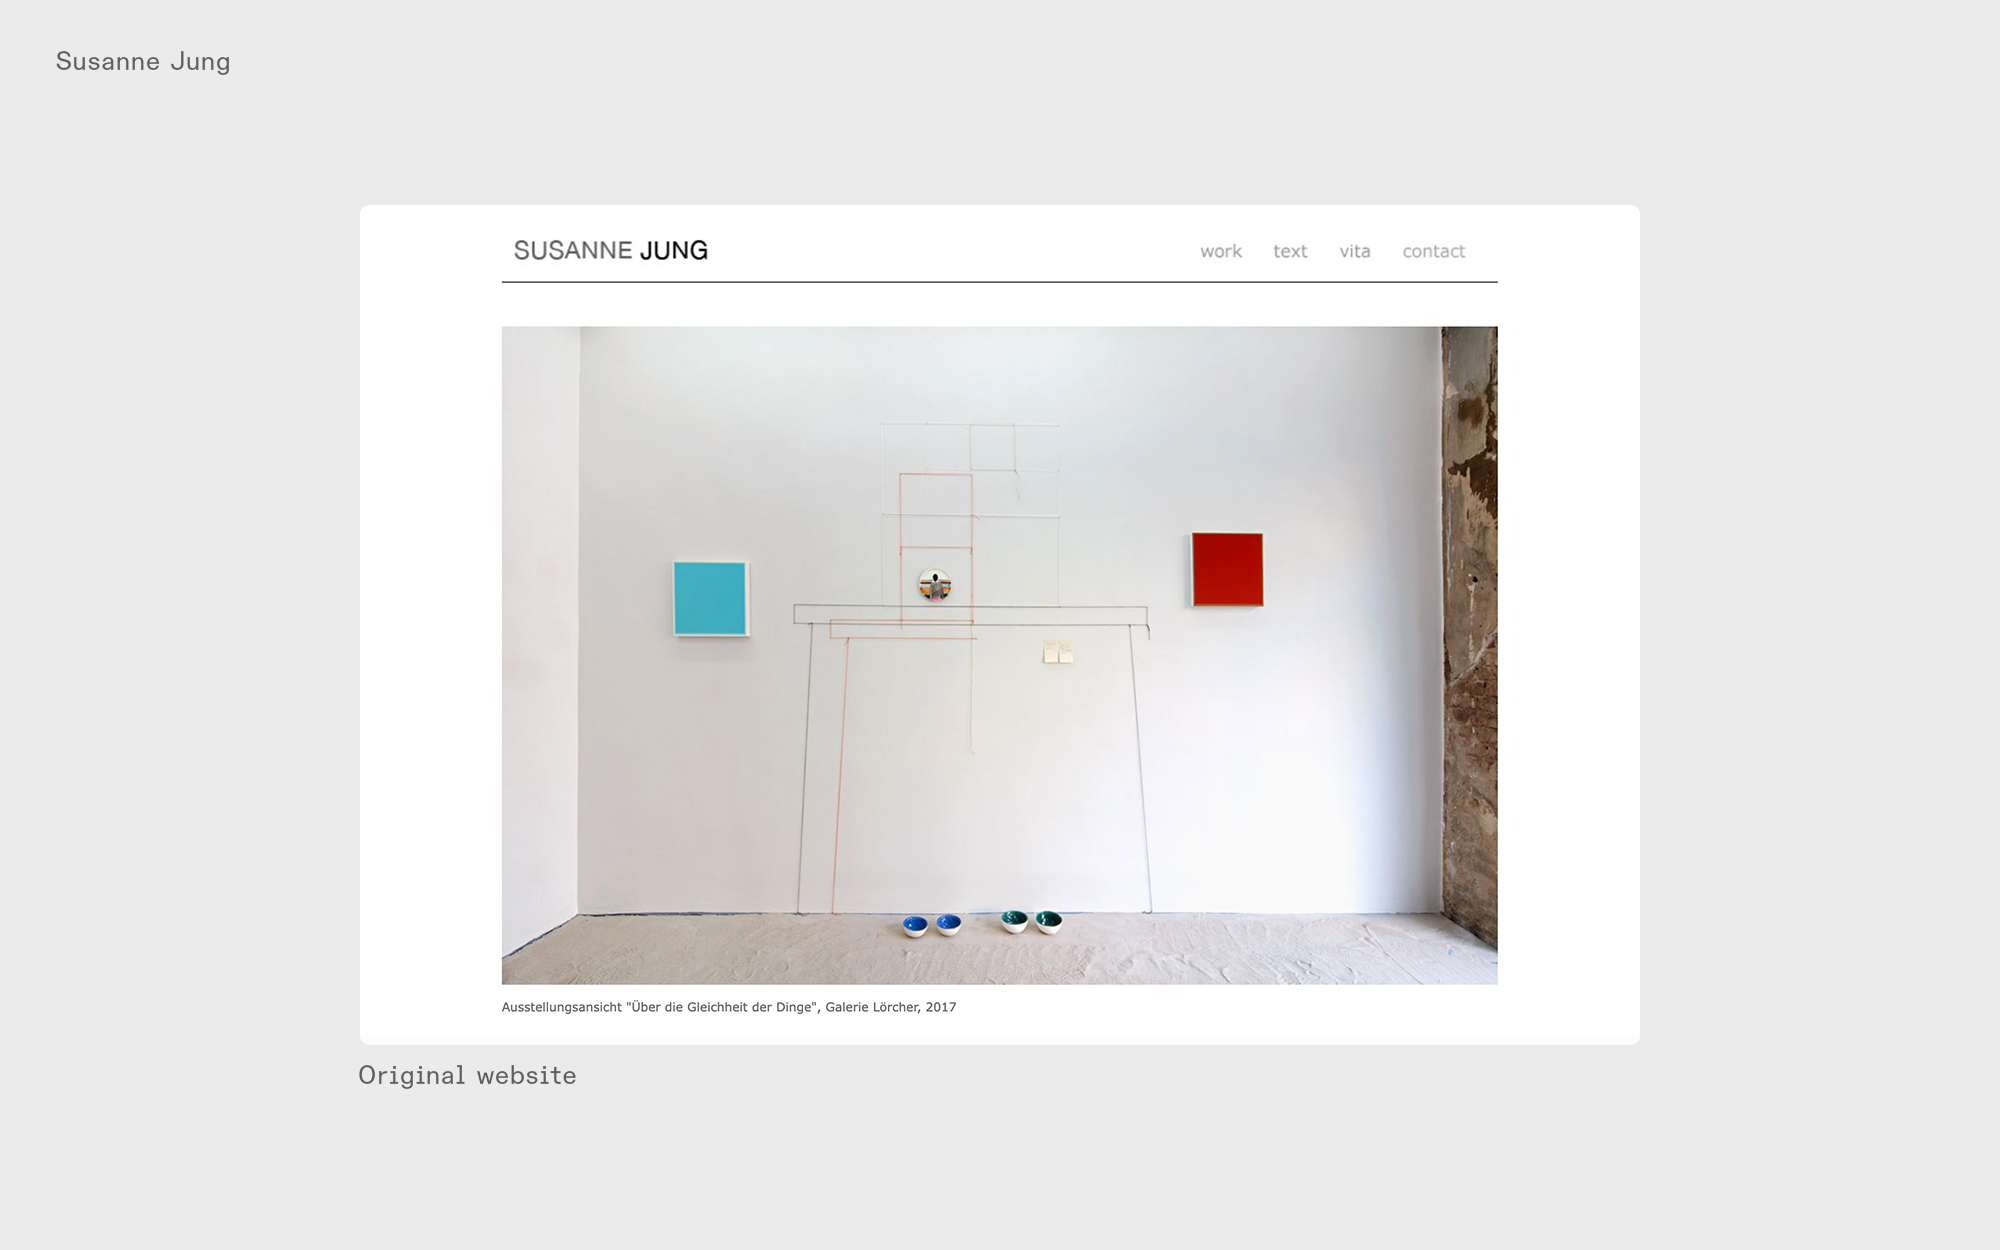 Susanne Jung
SUSANNE JUNG
work text vita contact
Ausstellungsansicht "Über die Gleichheit der Dinge", Galerie Lörcher, 2017
Original website